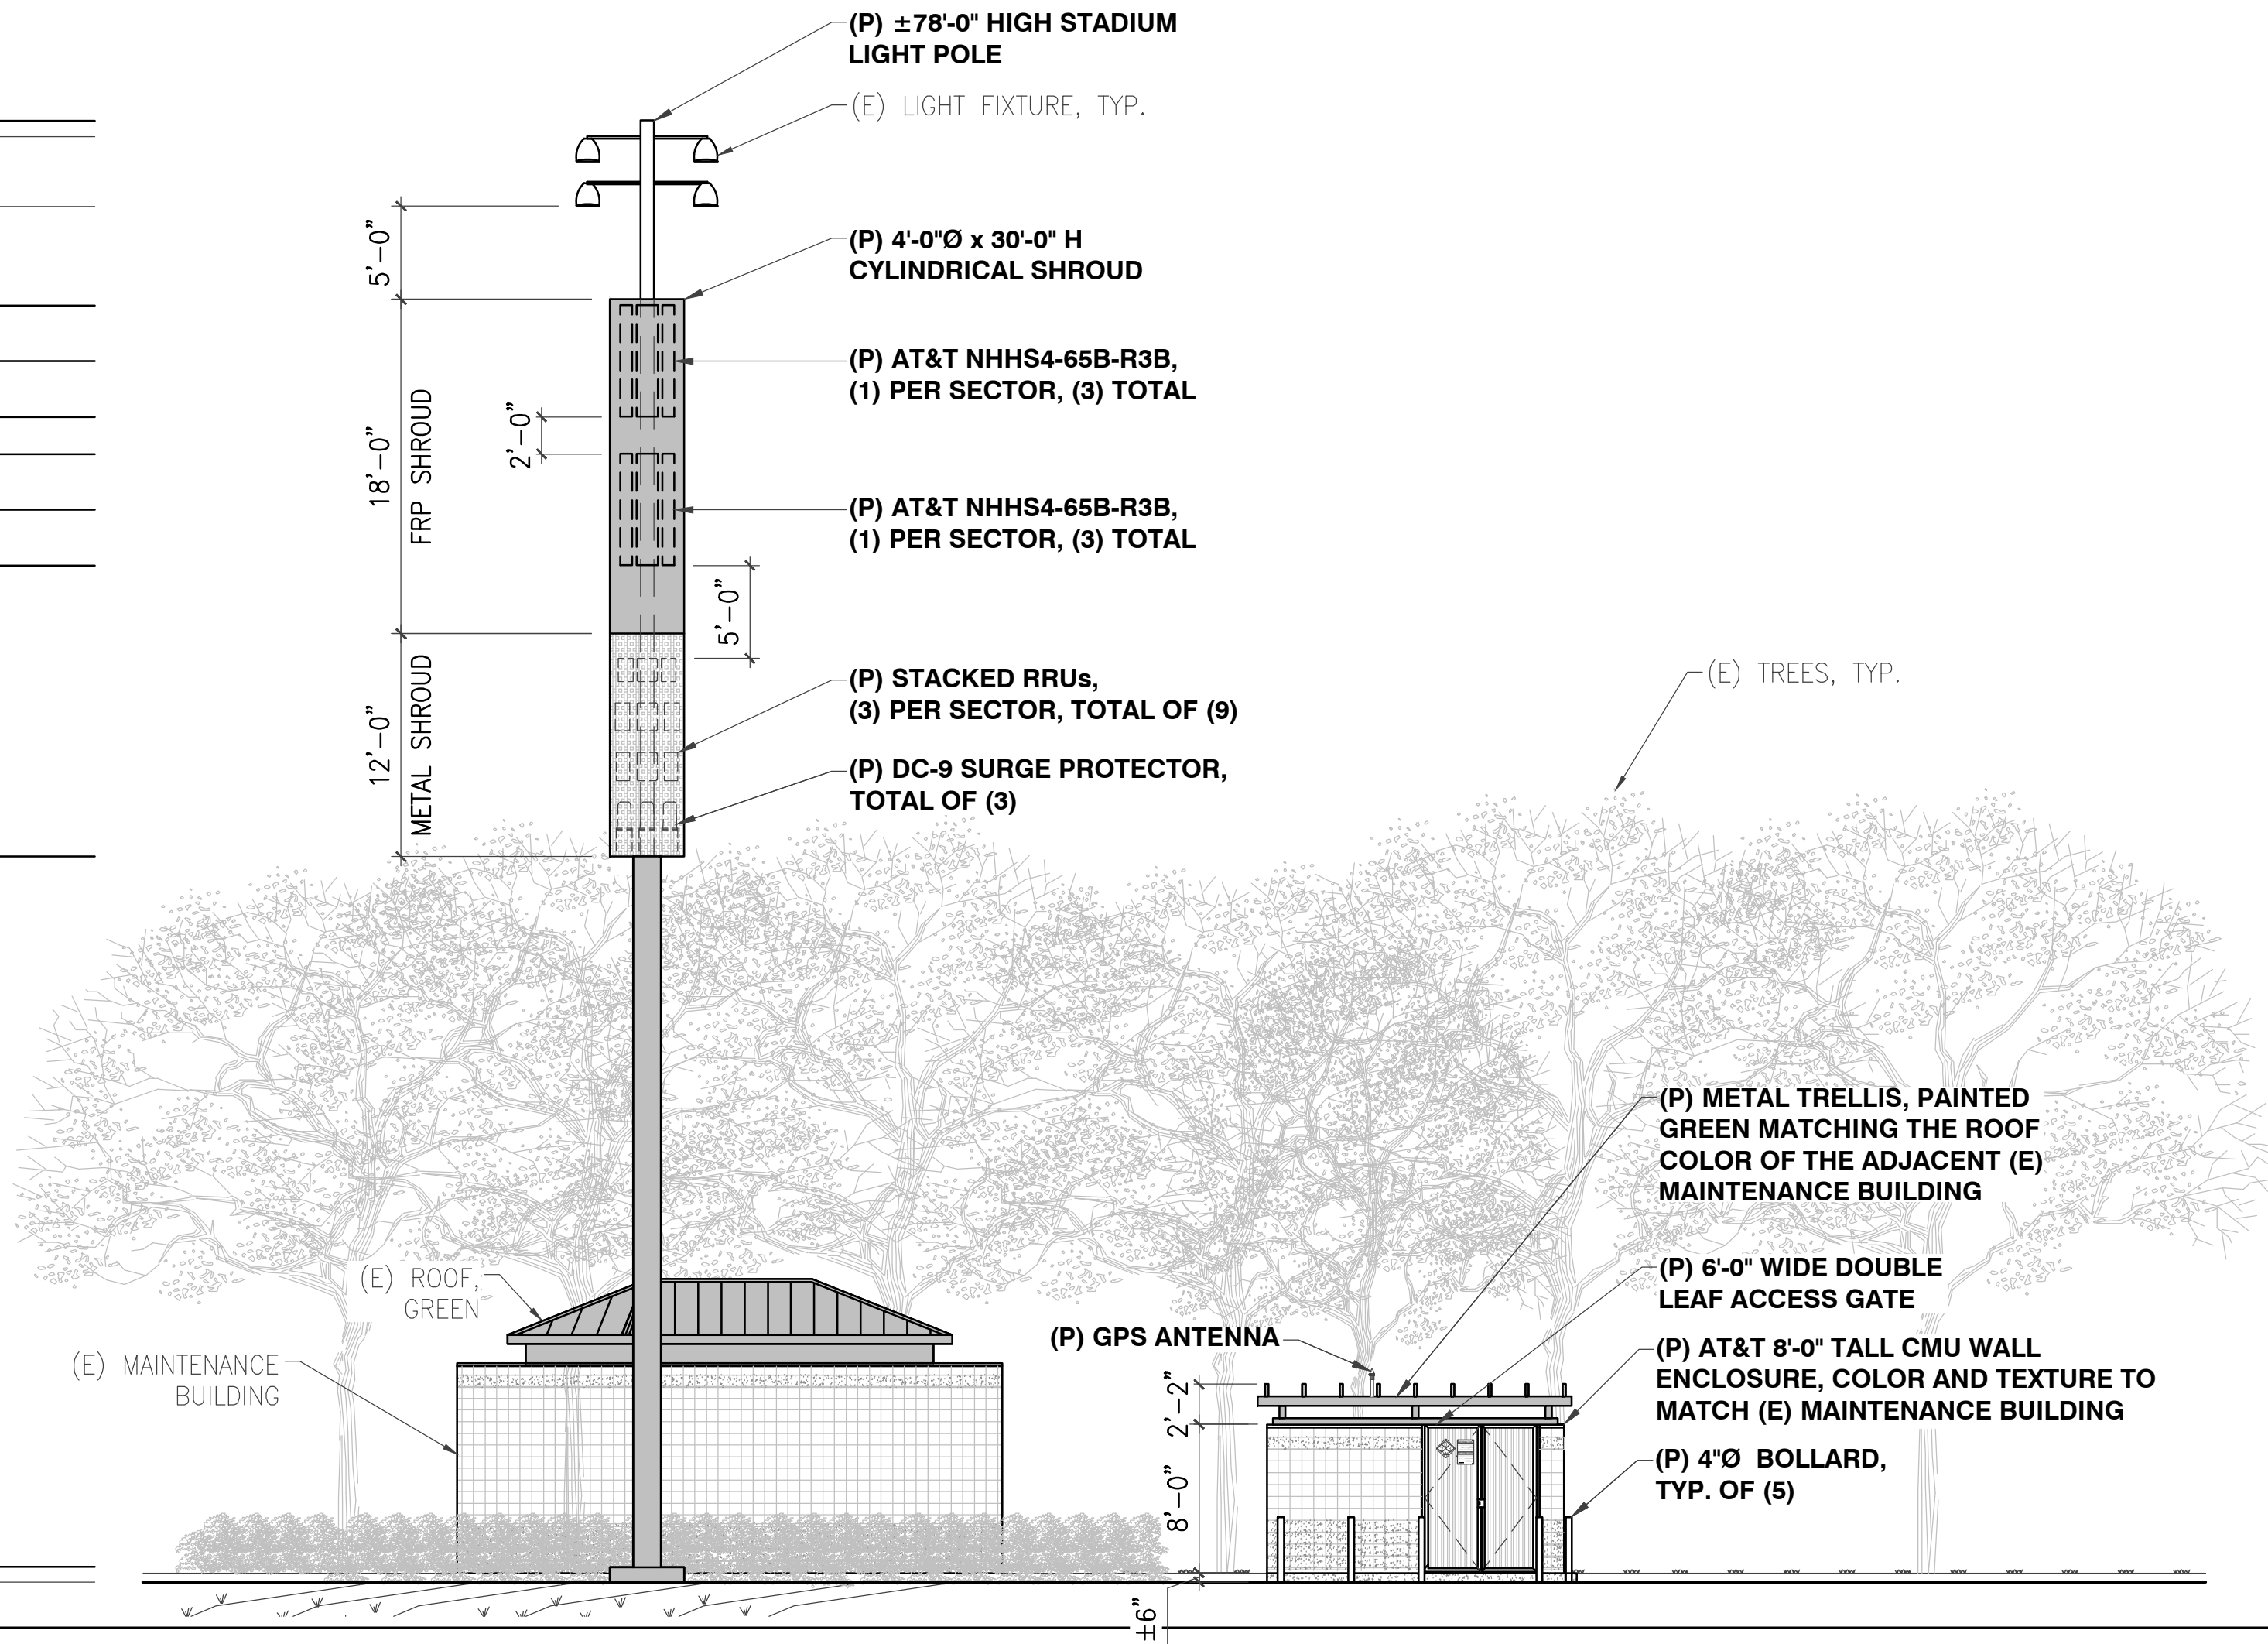 (P) ±78'-0" HIGH STADIUM
LIGHT POLE
(E) LIGHT FIXTURE, TYP.
5'-0"
(P) 4'-0"Ø x 30'-0" H
CYLINDRICAL SHROUD
(P) AT&T NHHS4-65B-R3B,
(1) PER SECTOR, (3) TOTAL
18'-0"
FRP SHROUD
2'-0"
(P) AT&T NHHS4-65B-R3B,
(1) PER SECTOR, (3) TOTAL
5'-0"
12'-0"
METAL SHROUD
(P) STACKED RRUs,
(3) PER SECTOR, TOTAL OF (9)
(P) DC-9 SURGE PROTECTOR,
TOTAL OF (3)
(E) TREES, TYP.
(P) METAL TRELLIS, PAINTED
GREEN MATCHING THE ROOF
COLOR OF THE ADJACENT (E)
MAINTENANCE BUILDING
(E) ROOF,
GREEN
(P) 6'-0" WIDE DOUBLE
LEAF ACCESS GATE
(P) GPS ANTENNA
(E) MAINTENANCE
BUILDING
(P) AT&T 8'-0" TALL CMU WALL
ENCLOSURE, COLOR AND TEXTURE TO
MATCH (E) MAINTENANCE BUILDING
2'-2"
8'-0"
(P) 4"Ø BOLLARD,
TYP. OF (5)
±6"